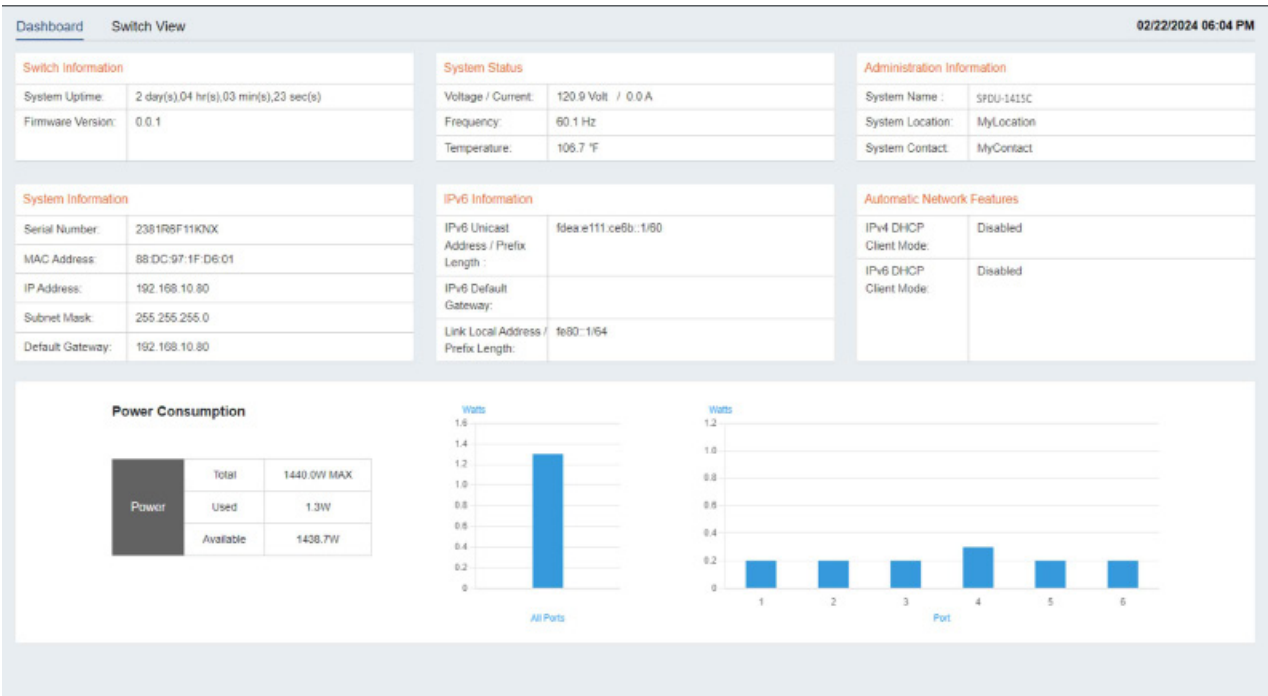 Dashboard Switch View 02/22/2024 06:04 PM
Switch Information
System Uptime: 2 day(s),04 hr(s),03 min(s),23 sec(s)
Firmware Version: 0.0.1
System Status
Voltage / Current: 120.9 Volt / 0.0 A
Frequency: 60.1 Hz
Temperature: 106.7 °F
Administration Information
System Name : SPDU-1415C
System Location: MyLocation
System Contact: MyContact
System Information
Serial Number: 2381R6F11KNX
MAC Address: 88:DC:97:1F:D6:01
IP Address: 192.168.10.80
Subnet Mask: 255.255.255.0
Default Gateway: 192.168.10.80
IPv6 Information
IPv6 Unicast fdea:e111:ce6b::1/60
Address / Prefix
Length :
IPv6 Default
Gateway:
Link Local Address / fe80::1/64
Prefix Length:
Automatic Network Features
IPv4 DHCP Disabled
Client Mode:
IPv6 DHCP Disabled
Client Mode:
Power Consumption
Power
Total 1440.0W MAX
Used 1.3W
Available 1438.7W
Watts
1.6
1.4
1.2
1.0
0.8
0.6
0.4
0.2
0
All Ports
Watts
1.2
1.0
0.8
0.6
0.4
0.2
0
1 2 3 4 5 6
Port